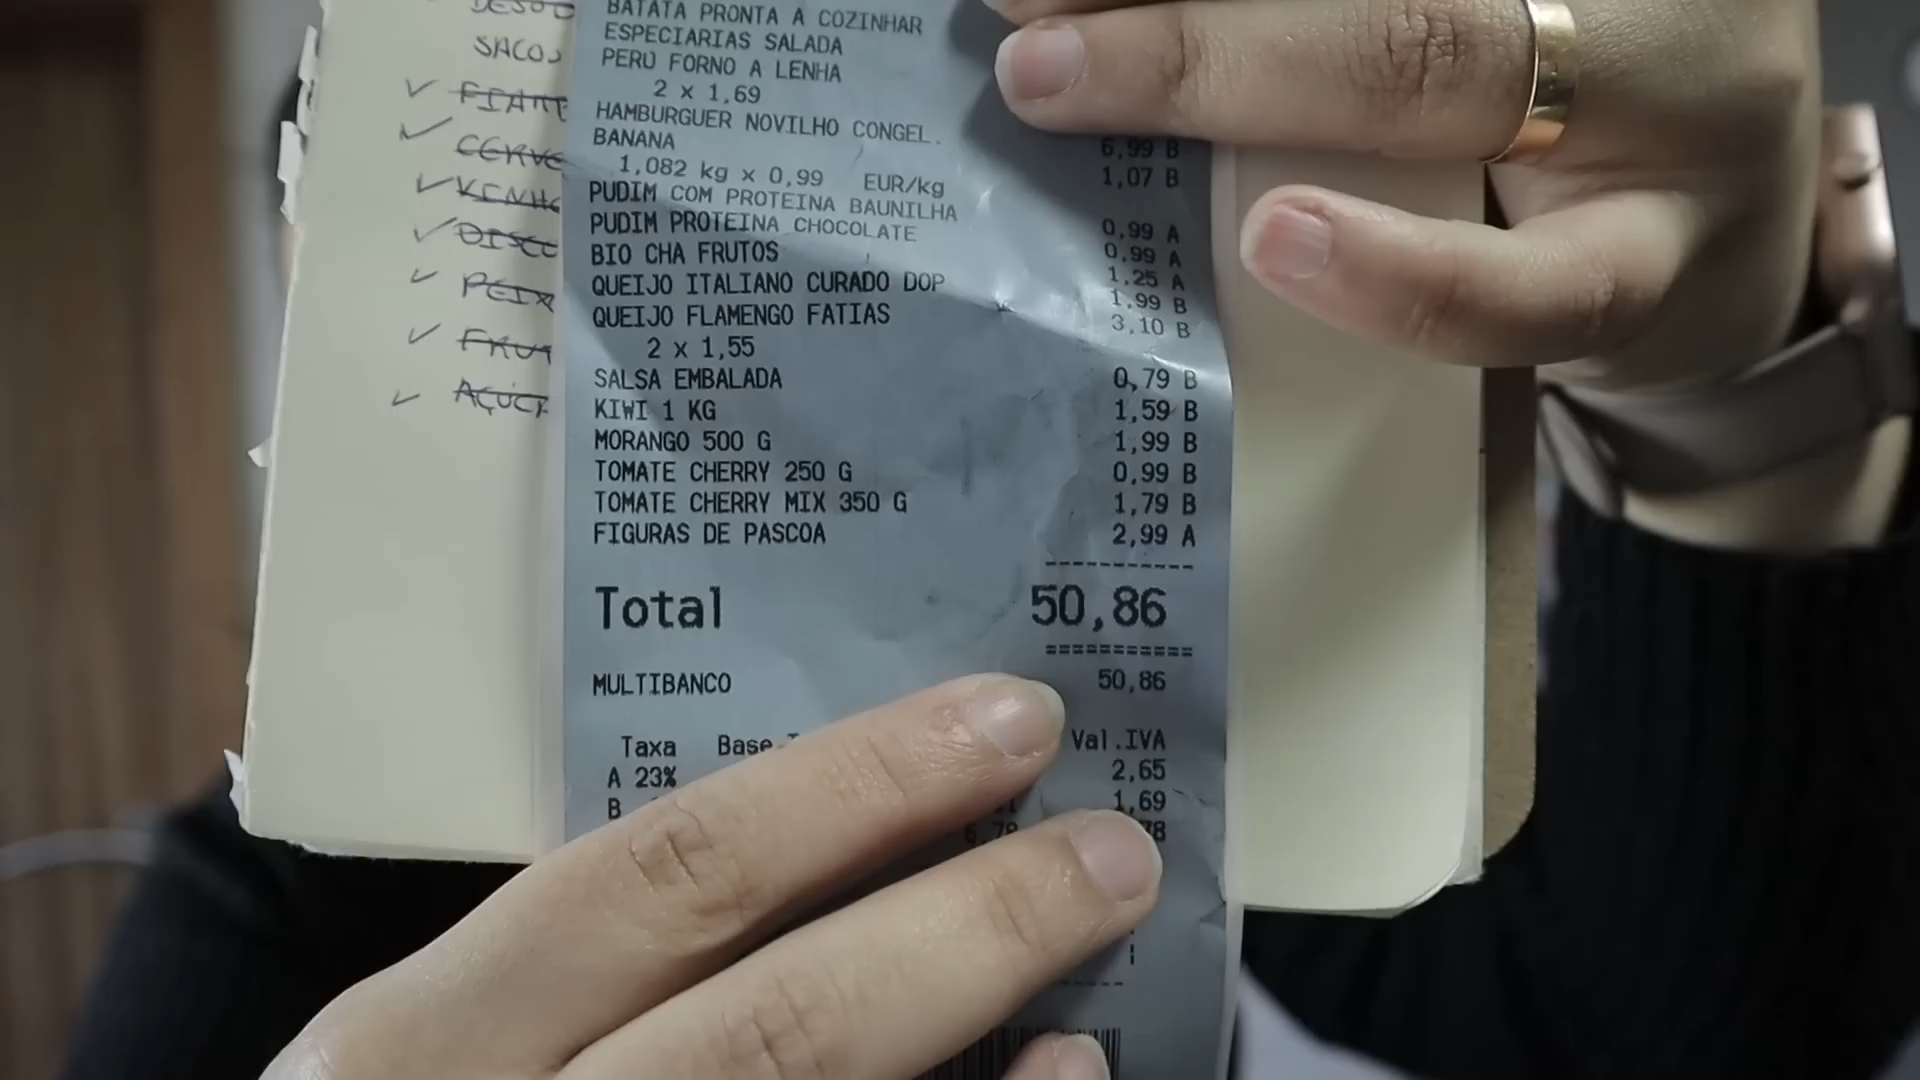 SACOS
BATATA PRONTA A COZINHAR
ESPECIARIAS SALADA
PERU FORNO A LENHA
2 x 1,69
HAMBURGUER NOVILHO CONGEL. 6,99 B
BANANA 1,07 B
1,082 kg x 0,99 EUR/kg
PUDIM COM PROTEINA BAUNILHA 0,99 A
PUDIM PROTEINA CHOCOLATE 0,99 A
BIO CHA FRUTOS 1,25 A
QUEIJO ITALIANO CURADO DOP 1,99 B
QUEIJO FLAMENGO FATIAS 3,10 B
2 x 1,55
SALSA EMBALADA 0,79 B
KIWI 1 KG 1,59 B
MORANGO 500 G 1,99 B
TOMATE CHERRY 250 G 0,99 B
TOMATE CHERRY MIX 350 G 1,79 B
FIGURAS DE PASCOA 2,99 A
Total 50,86
MULTIBANCO 50,86
Taxa Base Val.IVA
A 23% 2,65
B 1,69